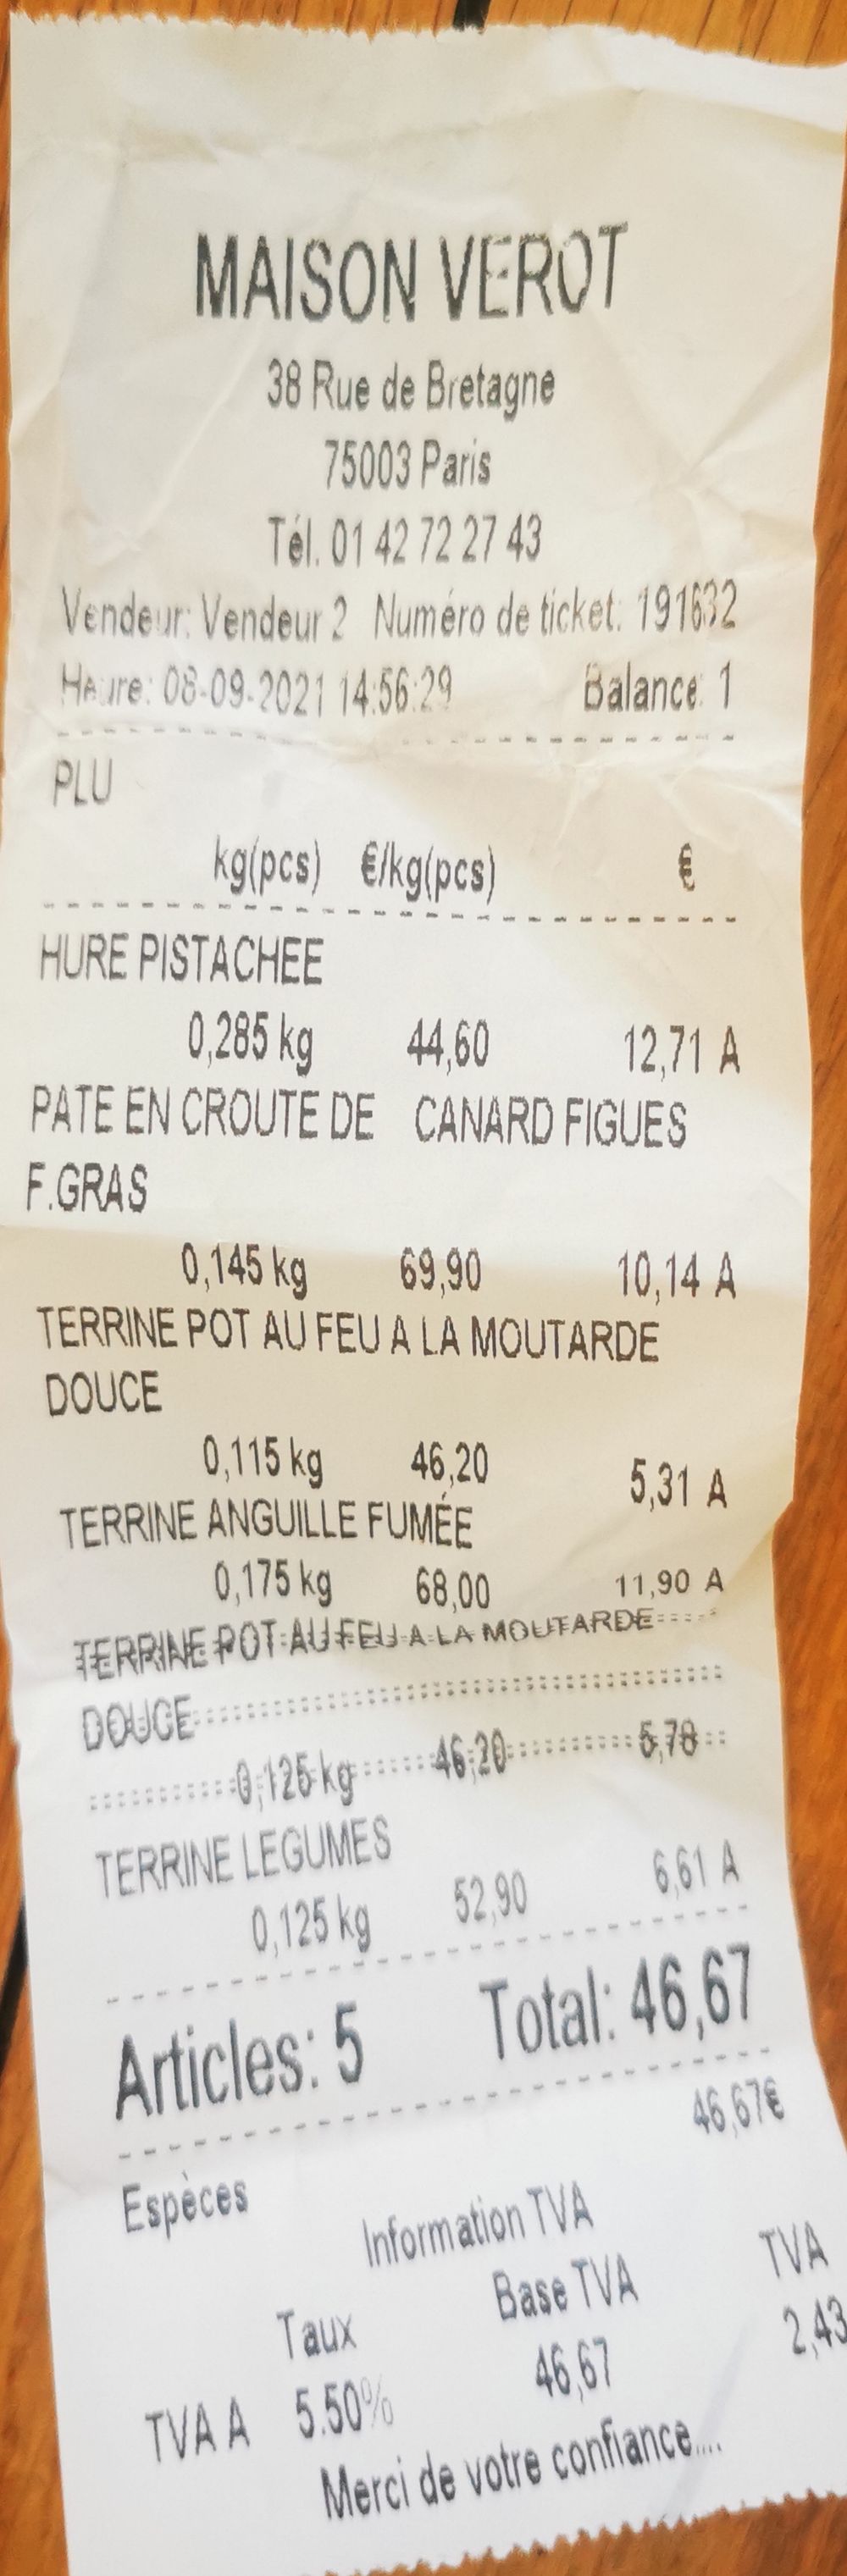 MAISON VEROT
38 Rue de Bretagne
75003 Paris
Tél. 01 42 72 27 43
Vendeur: Vendeur 2 Numéro de ticket: 191632
Heure: 08-09-2021 14:56:29 Balance: 1
PLU
kg(pcs) €/kg(pcs) €
HURE PISTACHEE
0,285 kg 44,60 12,71 A
PATE EN CROUTE DE CANARD FIGUES
F.GRAS
0,145 kg 69,90 10,14 A
TERRINE POT AU FEU A LA MOUTARDE
DOUCE
0,115 kg 46,20 5,31 A
TERRINE ANGUILLE FUMÉE
0,175 kg 68,00 11,90 A
TERRINE POT AU FEU A LA MOUTARDE
DOUCE
0,125 kg 46,20 5,78
TERRINE LEGUMES
0,125 kg 52,90 6,61 A
Articles: 5 Total: 46,67
46,67€
Espèces
Information TVA
Taux Base TVA TVA
TVA A 5.50% 46,67 2,43
Merci de votre confiance....